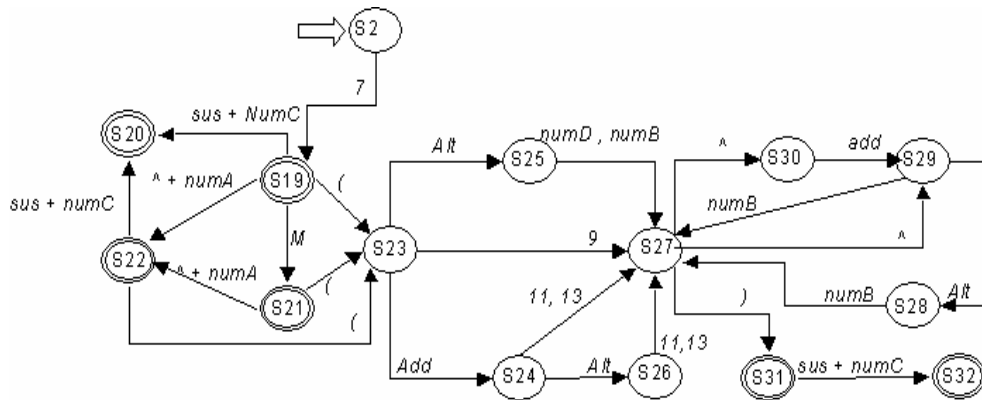 S2
7
sus + NumC
S20
Alt
numD , numB
S25
^
S30
add
S29
^ + numA
S19
(
numB
sus + numC
M
S22
^ + numA
S21
(
S23
9
S27
^
(
11, 13
)
numB
S28
Alt
Add
S24
Alt
S26
11,13
S31
sus + numC
S32